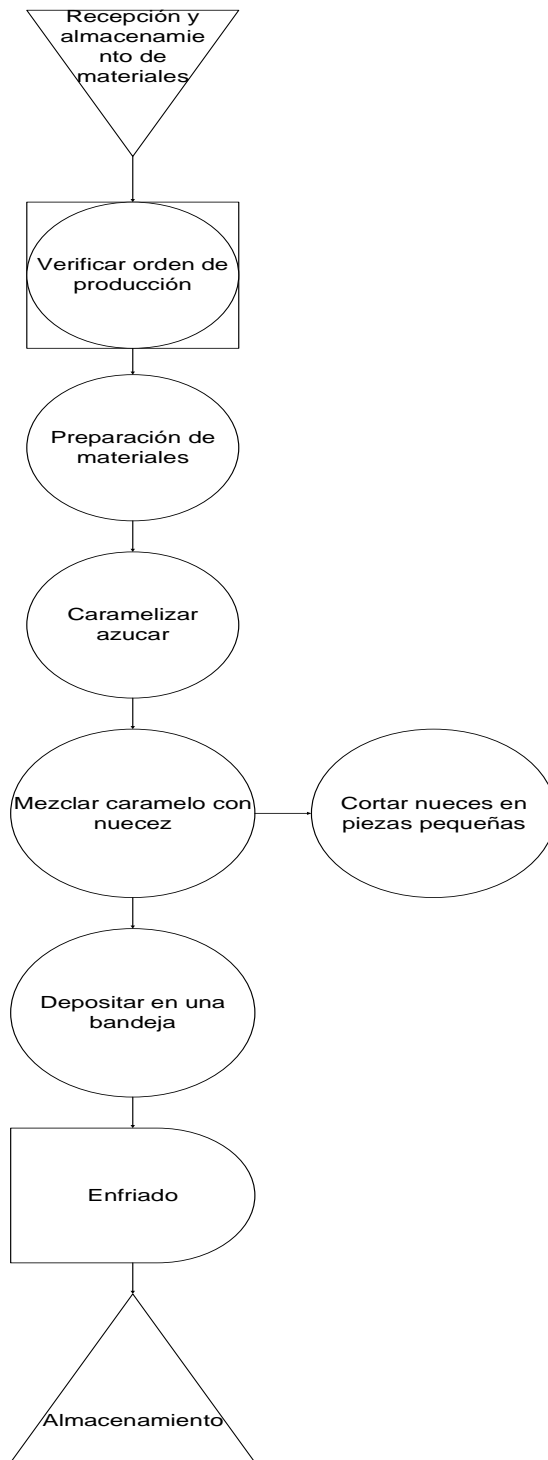 Recepción y
almacenamie
nto de
materiales
Verificar orden de
producción
Preparación de
materiales
Caramelizar
azucar
Mezclar caramelo con
nuecez
Cortar nueces en
piezas pequeñas
Depositar en una
bandeja
Enfriado
Almacenamiento